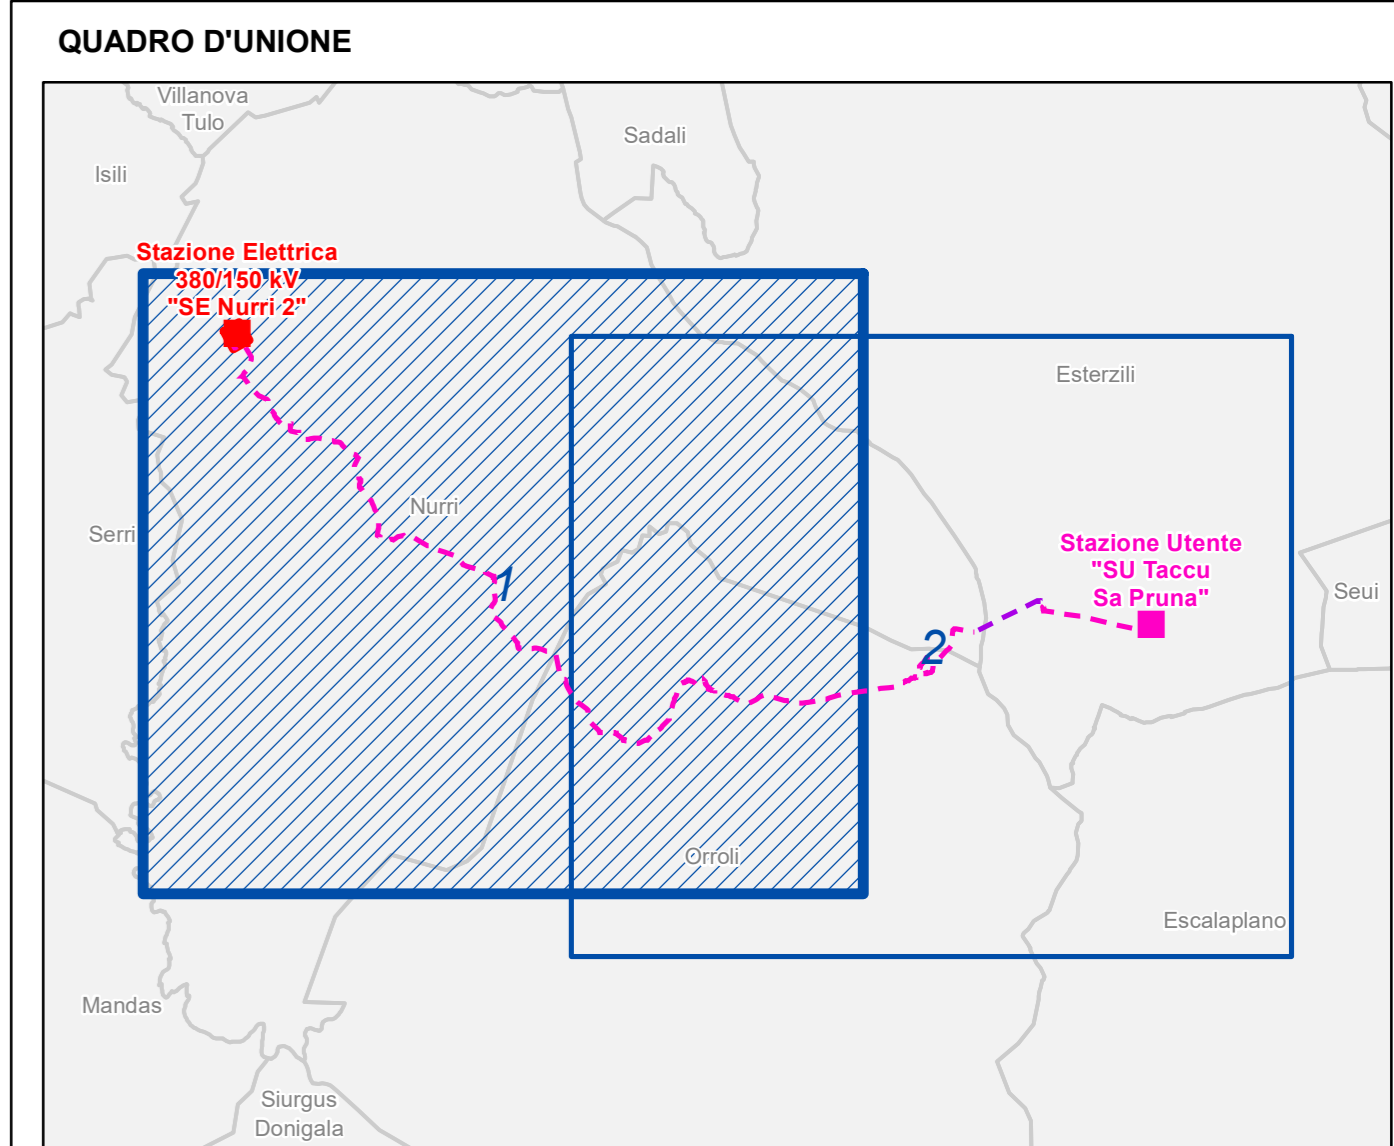 QUADRO D'UNIONE
Villanova
Tulo
Sadali
Isili
Stazione Elettrica
380/150 kV
"SE Nurri 2"
Esterzili
Nurri
Serri
Stazione Utente
"SU Taccu
Sa Pruna"
Seui
1
2
Orroli
Escalaplano
Mandas
Siurgus
Donigala